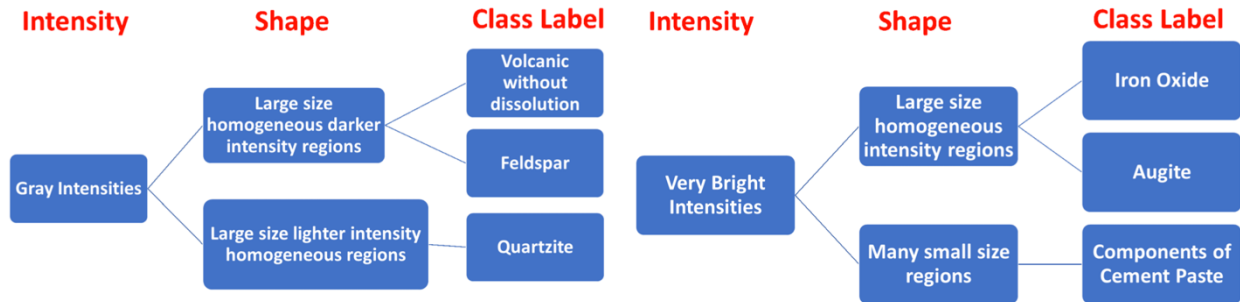 Intensity
Shape
Class Label
Gray Intensities
Large size
homogeneous darker
intensity regions
Large size lighter intensity
homogeneous regions
Volcanic
without
dissolution
Feldspar
Quartzite
Intensity
Shape
Class Label
Very Bright
Intensities
Large size
homogeneous
intensity regions
Many small size
regions
Iron Oxide
Augite
Components of
Cement Paste